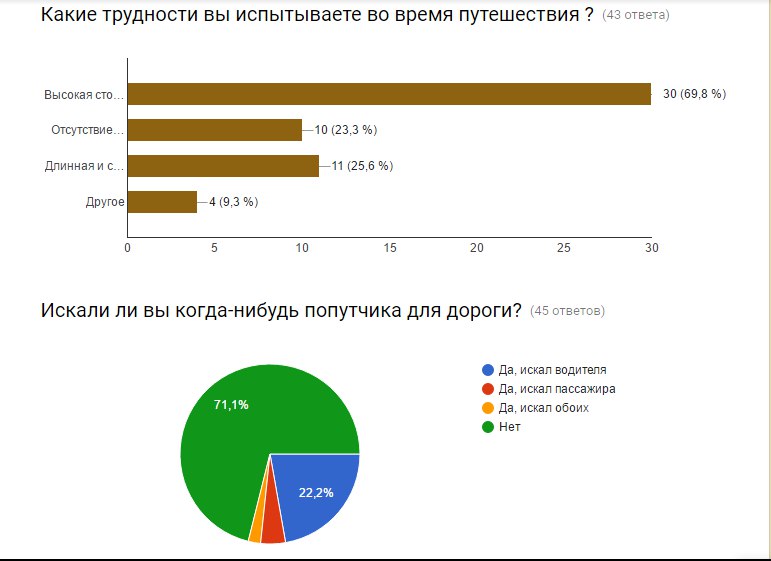 Какие трудности вы испытываете во время путешествия ? (43 ответа)
Высокая сто... 30 (69,8 %)
Отсутствие... 10 (23,3 %)
Длинная и с... 11 (25,6 %)
Другое 4 (9,3 %)
0 5 10 15 20 25 30
Искали ли вы когда-нибудь попутчика для дороги? (45 ответов)
71,1%
22,2%
Да, искал водителя
Да, искал пассажира
Да, искал обоих
Нет